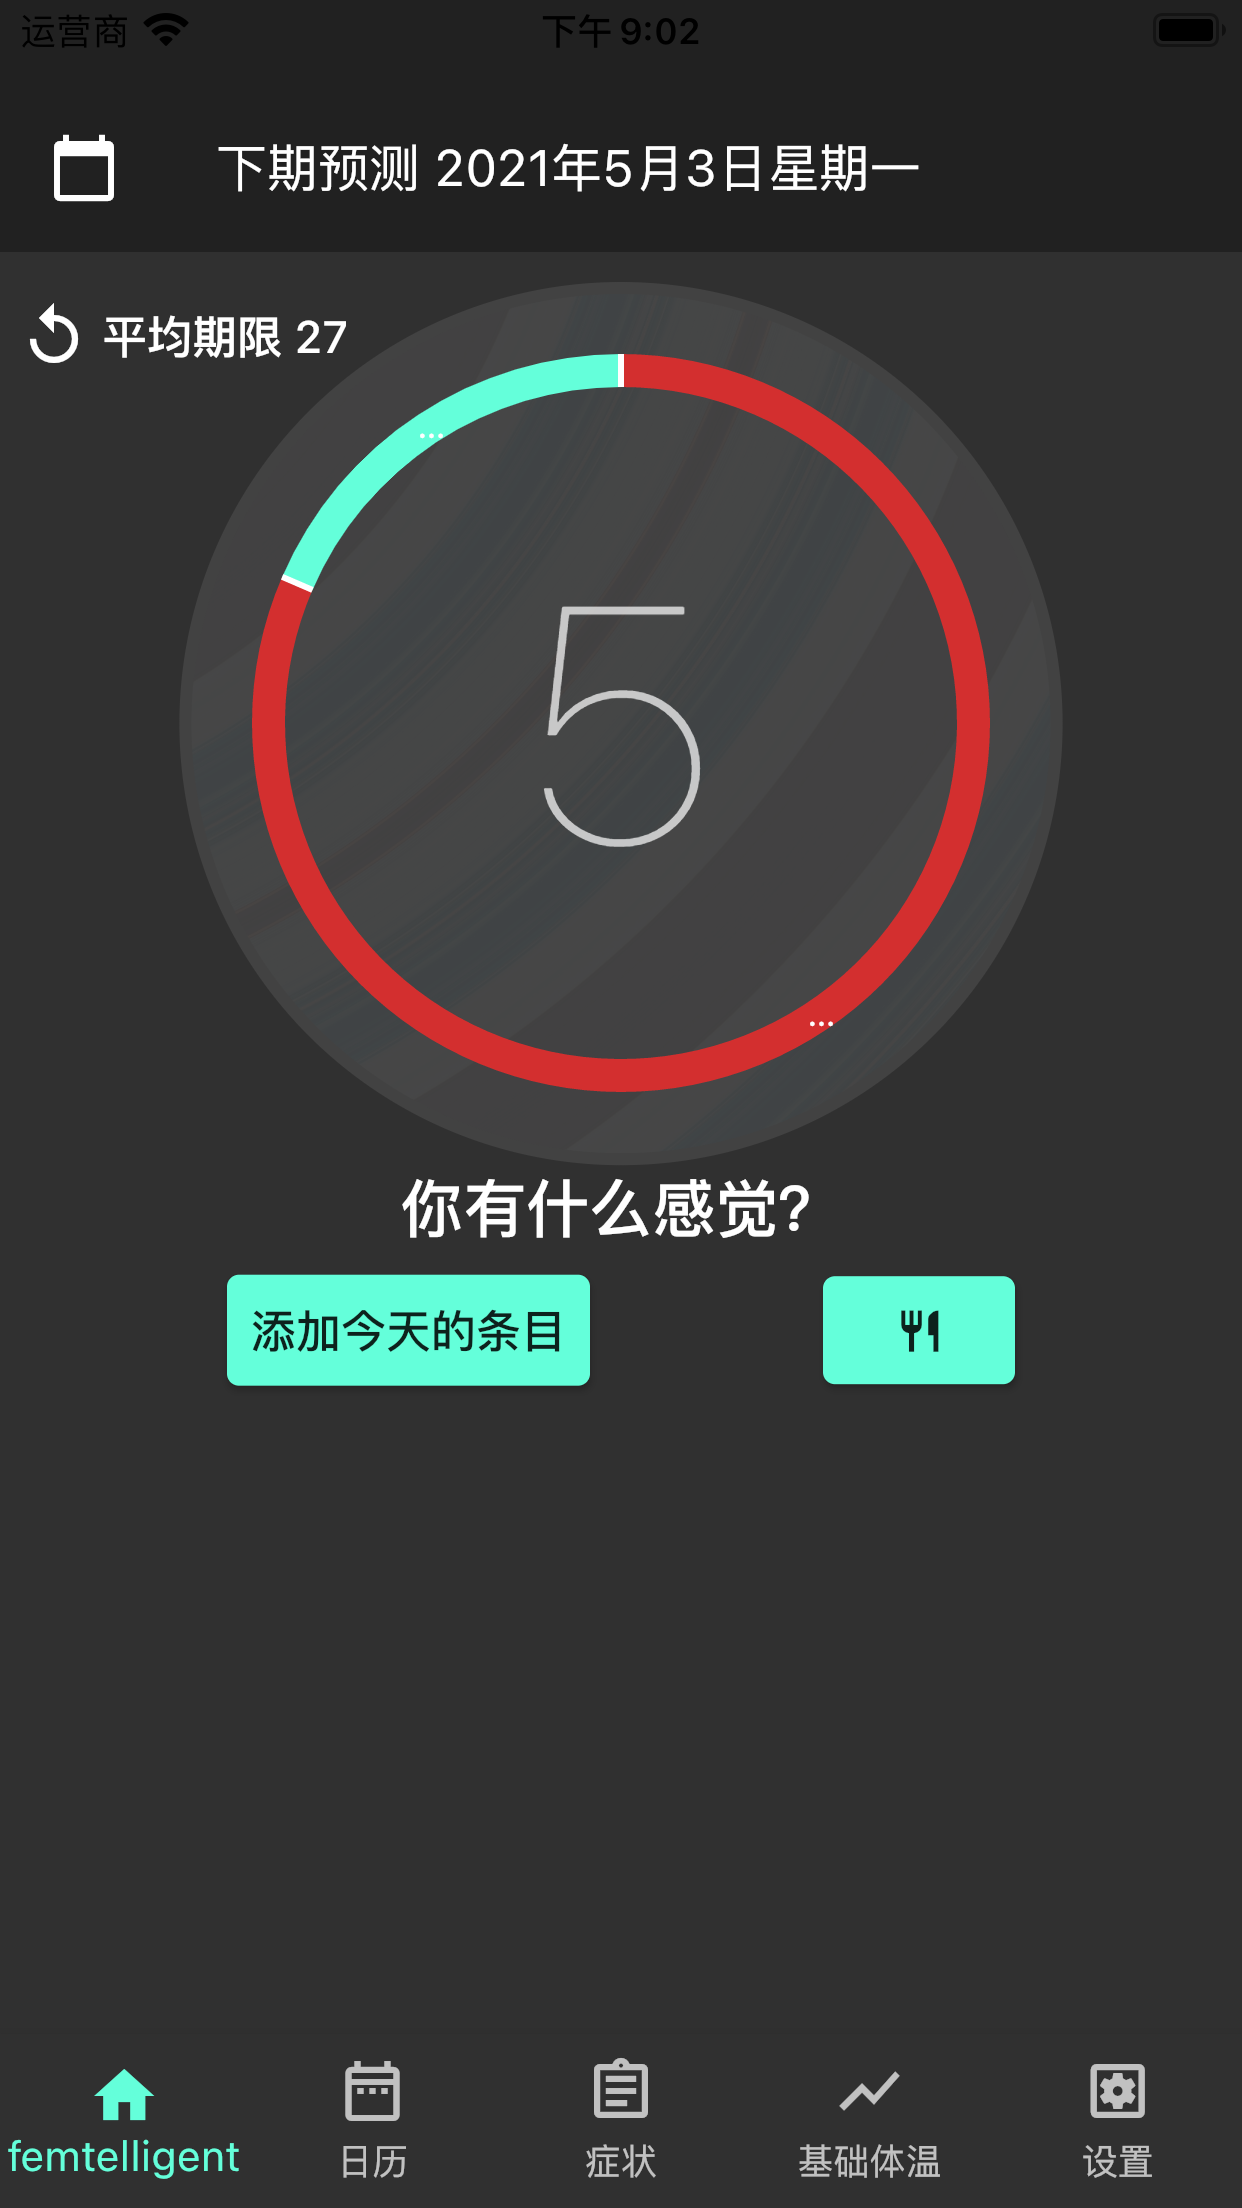 运营商
下午 9:02
下期预测 2021年5月3日星期一
平均期限 27
...
5
...
你有什么感觉?
添加今天的条目
femtelligent
日历
症状
基础体温
设置